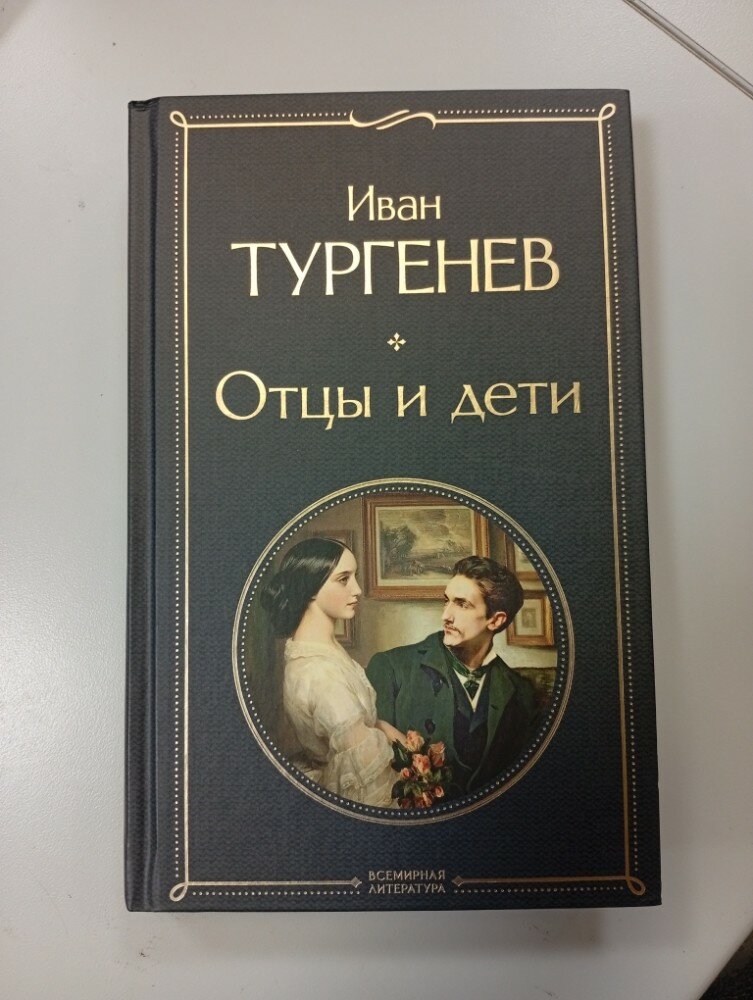 Иван
ТУРГЕНЕВ
Отцы и дети
ВСЕМИРНАЯ
ЛИТЕРАТУРА